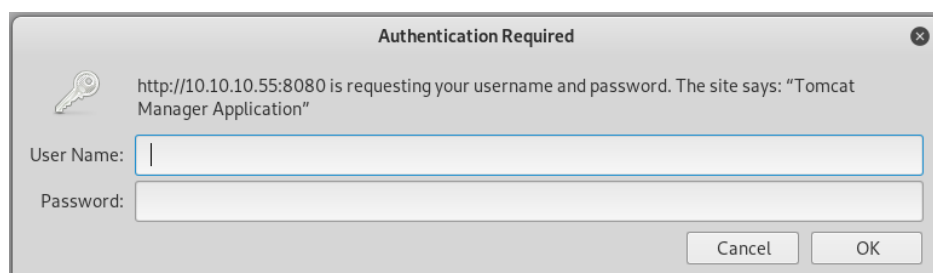 Authentication Required
http://10.10.10.55:8080 is requesting your username and password. The site says: “Tomcat
Manager Application”
User Name:
Password:
Cancel
OK